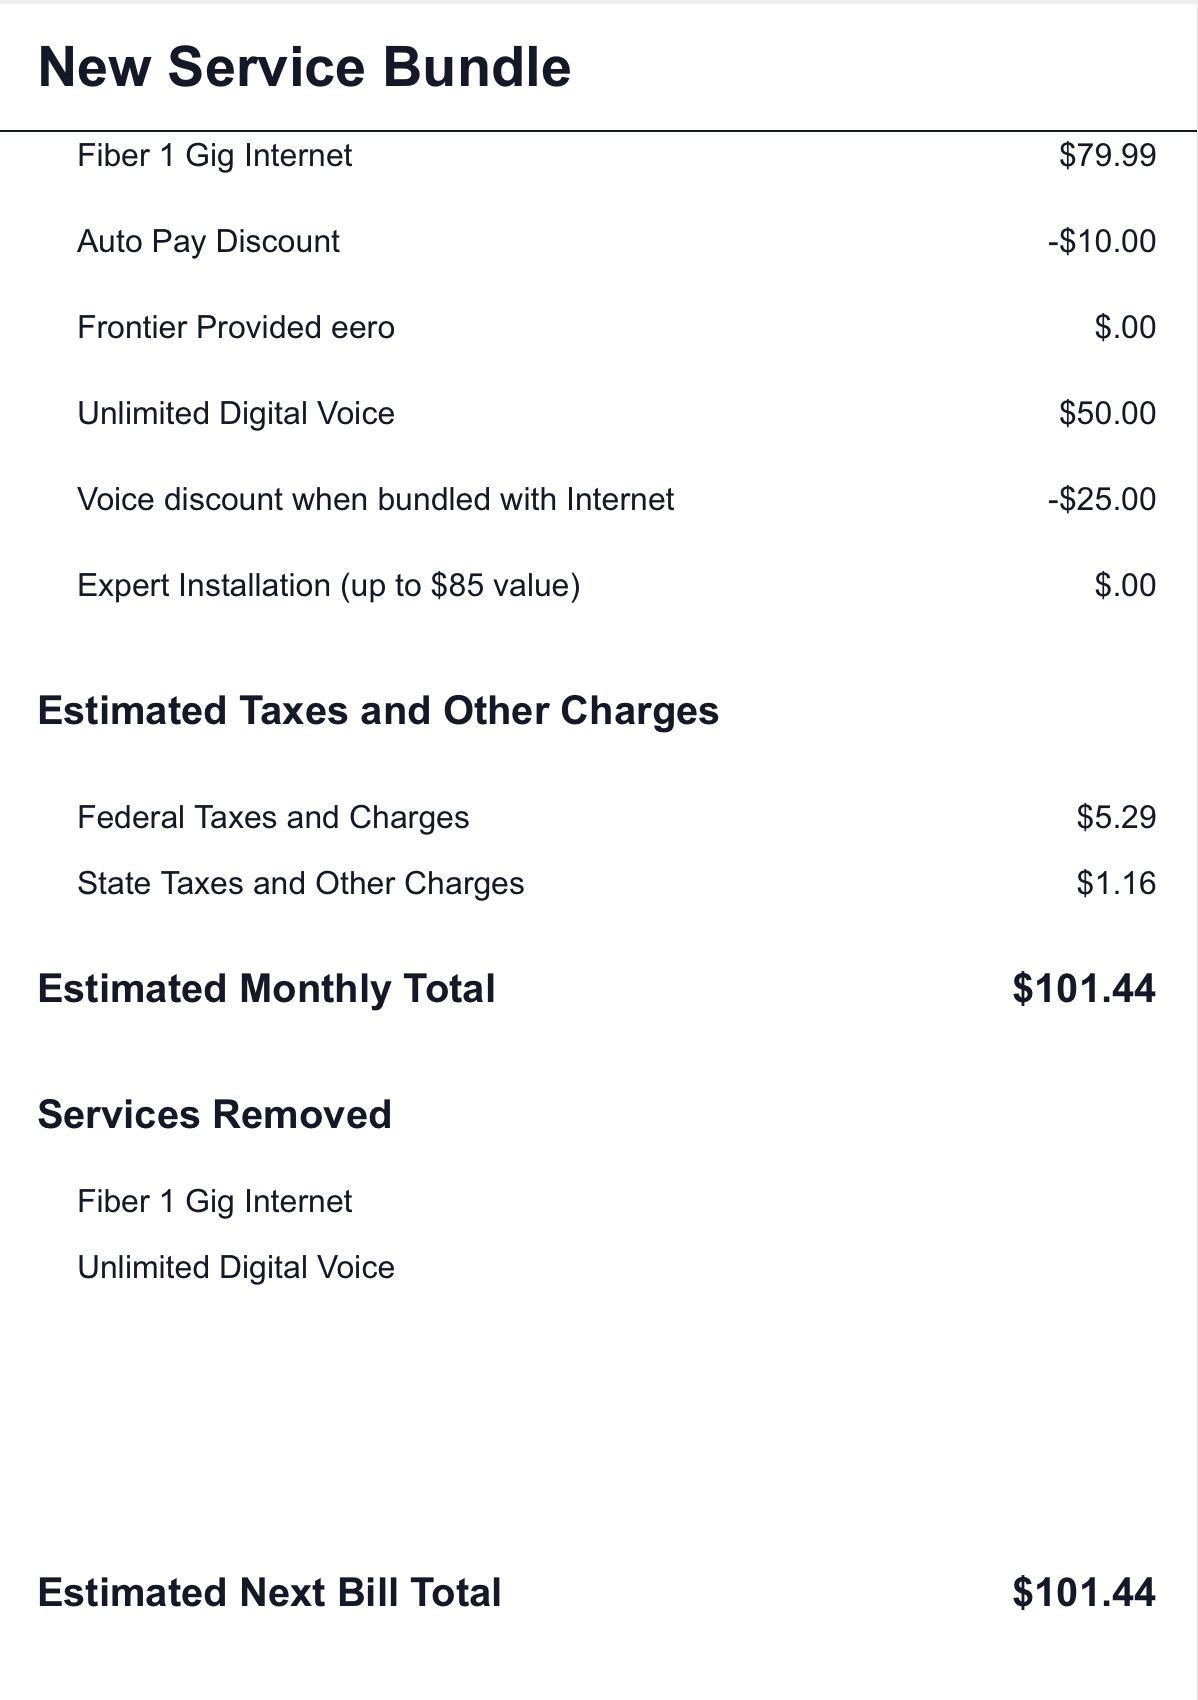 New Service Bundle
Fiber 1 Gig Internet $79.99
Auto Pay Discount -$10.00
Frontier Provided eero $.00
Unlimited Digital Voice $50.00
Voice discount when bundled with Internet -$25.00
Expert Installation (up to $85 value) $.00
Estimated Taxes and Other Charges
Federal Taxes and Charges $5.29
State Taxes and Other Charges $1.16
Estimated Monthly Total $101.44
Services Removed
Fiber 1 Gig Internet
Unlimited Digital Voice
Estimated Next Bill Total $101.44